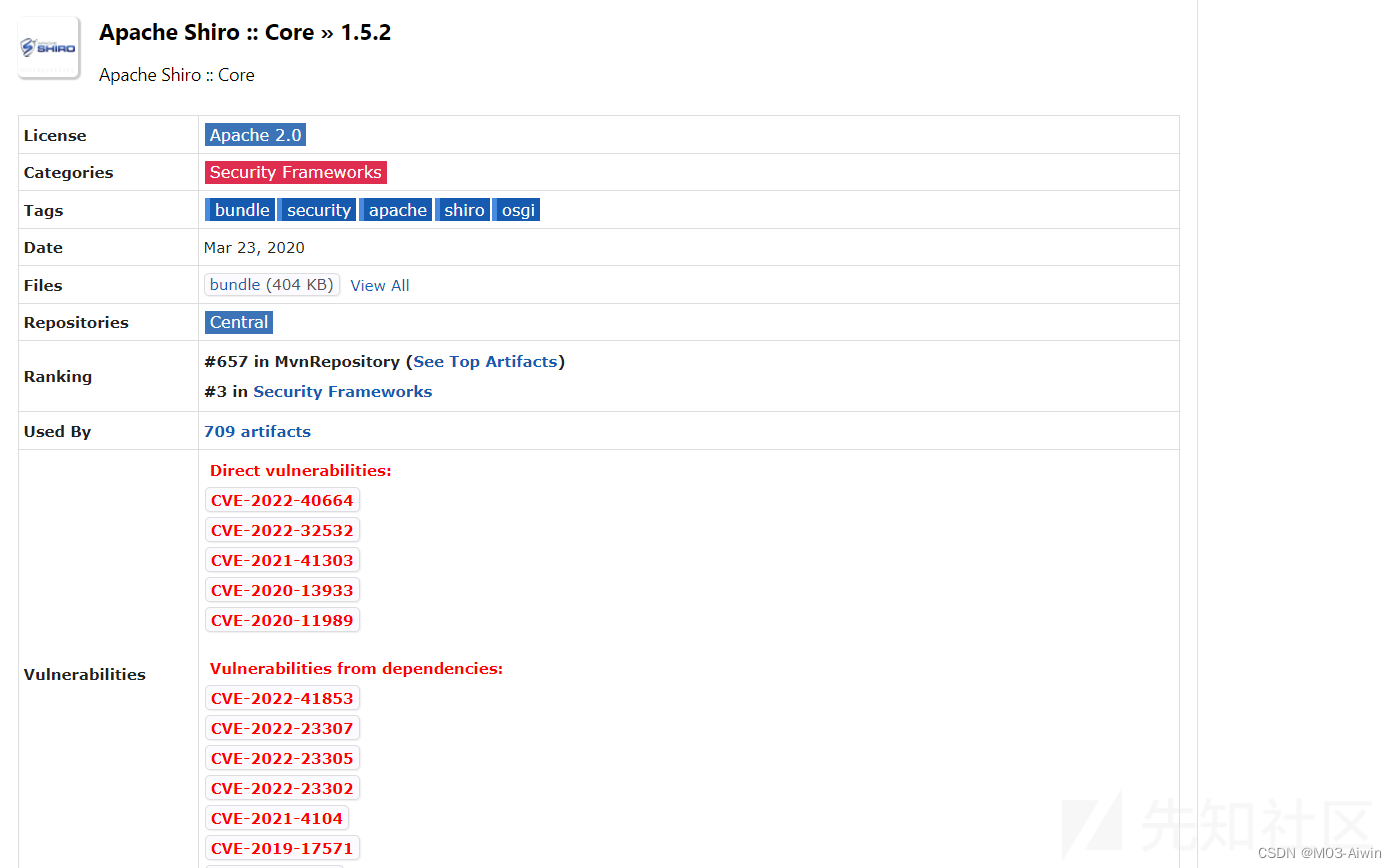 APACHE
SHIRO
Apache Shiro :: Core » 1.5.2
Apache Shiro :: Core
License Apache 2.0
Categories Security Frameworks
Tags bundle security apache shiro osgi
Date Mar 23, 2020
Files bundle (404 KB) View All
Repositories Central
Ranking #657 in MvnRepository (See Top Artifacts)
#3 in Security Frameworks
Used By 709 artifacts
Vulnerabilities
Direct vulnerabilities:
CVE-2022-40664
CVE-2022-32532
CVE-2021-41303
CVE-2020-13933
CVE-2020-11989
Vulnerabilities from dependencies:
CVE-2022-41853
CVE-2022-23307
CVE-2022-23305
CVE-2022-23302
CVE-2021-4104
CVE-2019-17571
先知社区
CSDN @M03-Aiwin